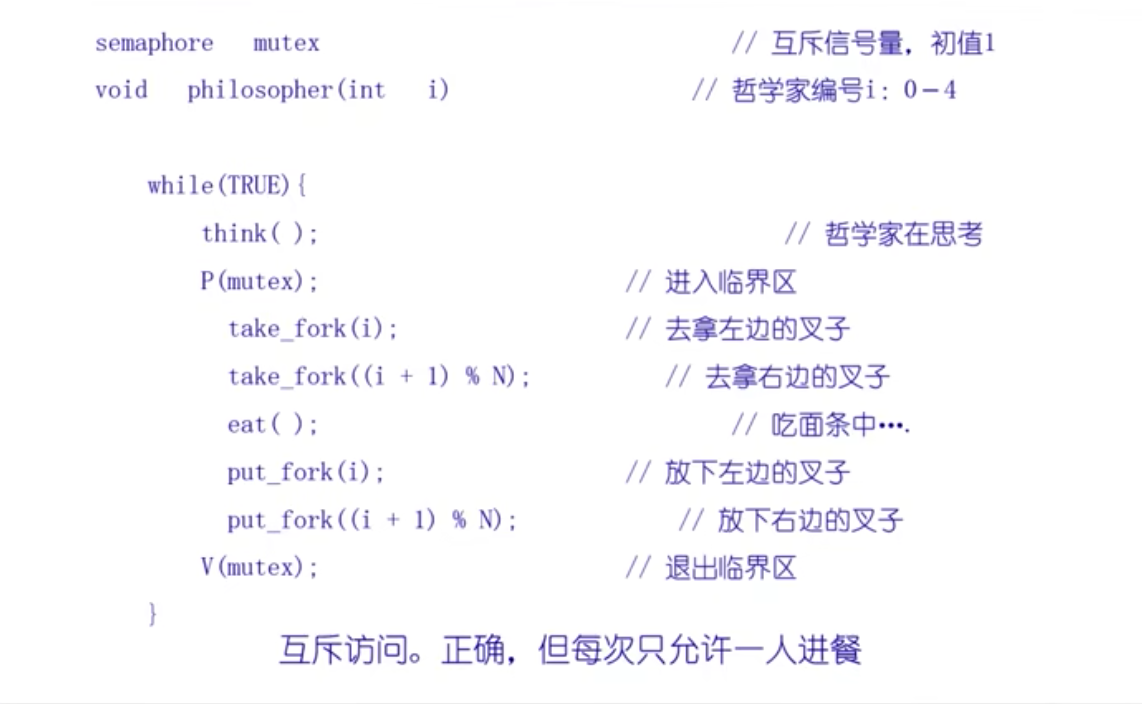 semaphore mutex // 互斥信号量，初值1
void philosopher(int i) // 哲学家编号i: 0－4
while(TRUE){
think( ); // 哲学家在思考
P(mutex); // 进入临界区
take_fork(i); // 去拿左边的叉子
take_fork((i + 1) % N); // 去拿右边的叉子
eat( ); // 吃面条中….
put_fork(i); // 放下左边的叉子
put_fork((i + 1) % N); // 放下右边的叉子
V(mutex); // 退出临界区
}
互斥访问。正确，但每次只允许一人进餐